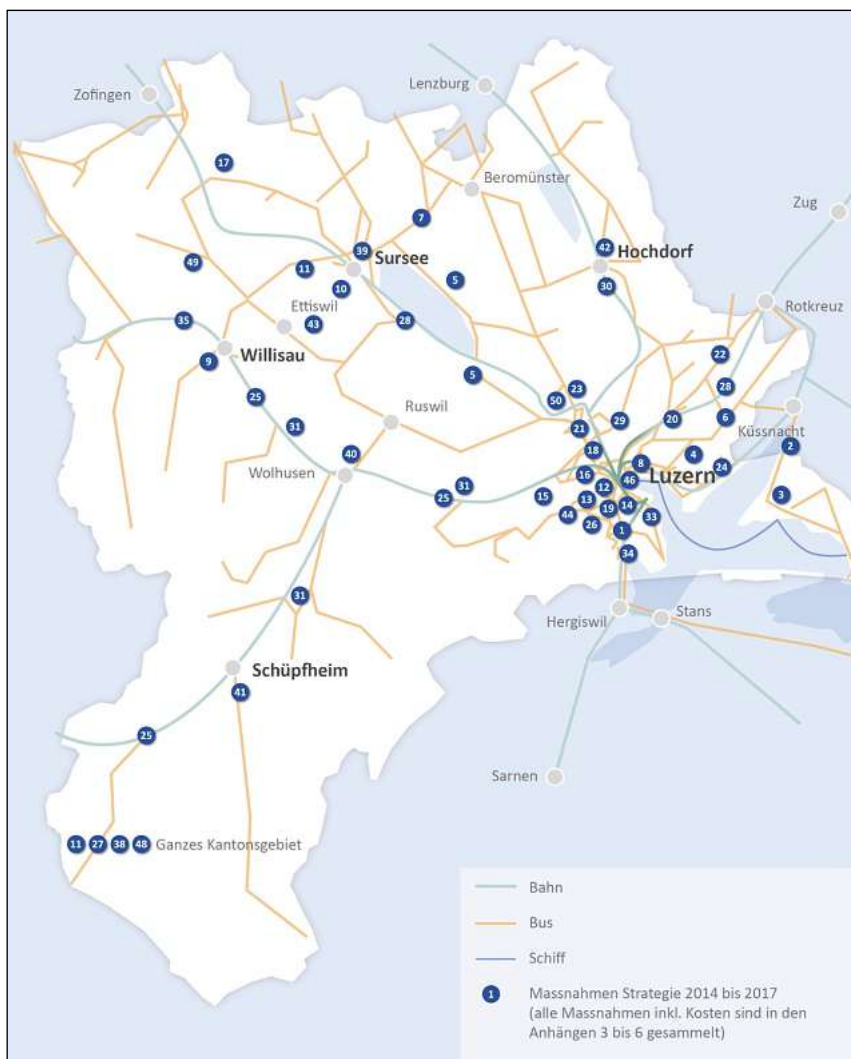 Zofingen
Lenzburg
17
Beromünster
7
Zug
39
42
Sursee
Hochdorf
49
11
10
5
30
Rotkreuz
Ettiswil
43
28
35
Willisau
9
22
5
28
25
50
23
Ruswil
20
6
Küssnacht
31
21
29
2
40
18
8
4
24
Wolhusen
16
46
Luzern
25
31
15
12
13
14
3
44
19
33
26
1
34
31
Hergiswil
Stans
Schüpfheim
41
25
Sarnen
11 27 38 48 Ganzes Kantonsgebiet
Bahn
Bus
Schiff
1 Massnahmen Strategie 2014 bis 2017
(alle Massnahmen inkl. Kosten sind in den
Anhängen 3 bis 6 gesammelt)